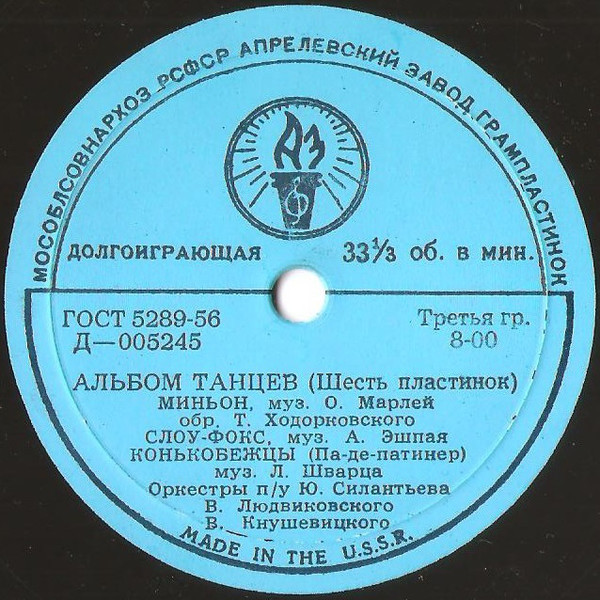 МОСОБЛСОВНАРХОЗ РСФСР АПРЕЛЕВСКИЙ ЗАВОД ГРАМПЛАСТИНОК
АЗ
ДОЛГОИГРАЮЩАЯ 33⅓ об. в мин.
ГОСТ 5289-56 Третья гр.
Д—005245 8-00
АЛЬБОМ ТАНЦЕВ (Шесть пластинок)
МИНЬОН, муз. О. Марлей
обр. Т. Ходорковского
СЛОУ-ФОКС, муз. А. Эшпая
КОНЬКОБЕЖЦЫ (Па-де-патинер)
муз. Л. Шварца
Оркестры п/у Ю. Силантьева
В. Людвиковского
В. Кнушевицкого
MADE IN THE U.S.S.R.